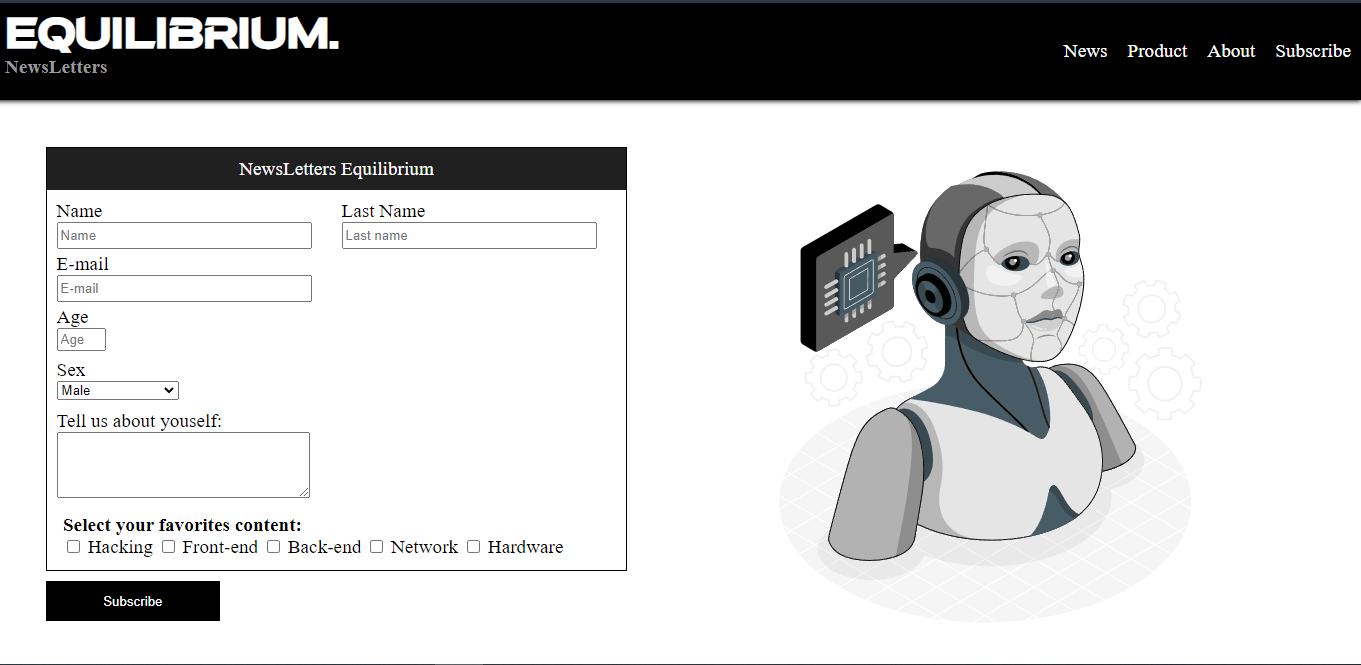 EQUILIBRIUM.
NewsLetters
News Product About Subscribe
NewsLetters Equilibrium
Name Last Name
Name Last name
E-mail
E-mail
Age
Age
Sex
Male
Tell us about youself:
Select your favorites content:
Hacking Front-end Back-end Network Hardware
Subscribe